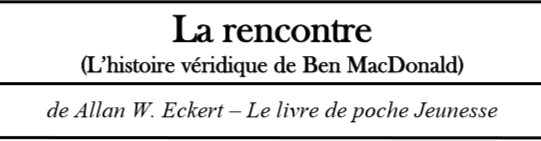 La rencontre
(L’histoire véridique de Ben MacDonald)
de Allan W. Eckert – Le livre de poche Jeunesse